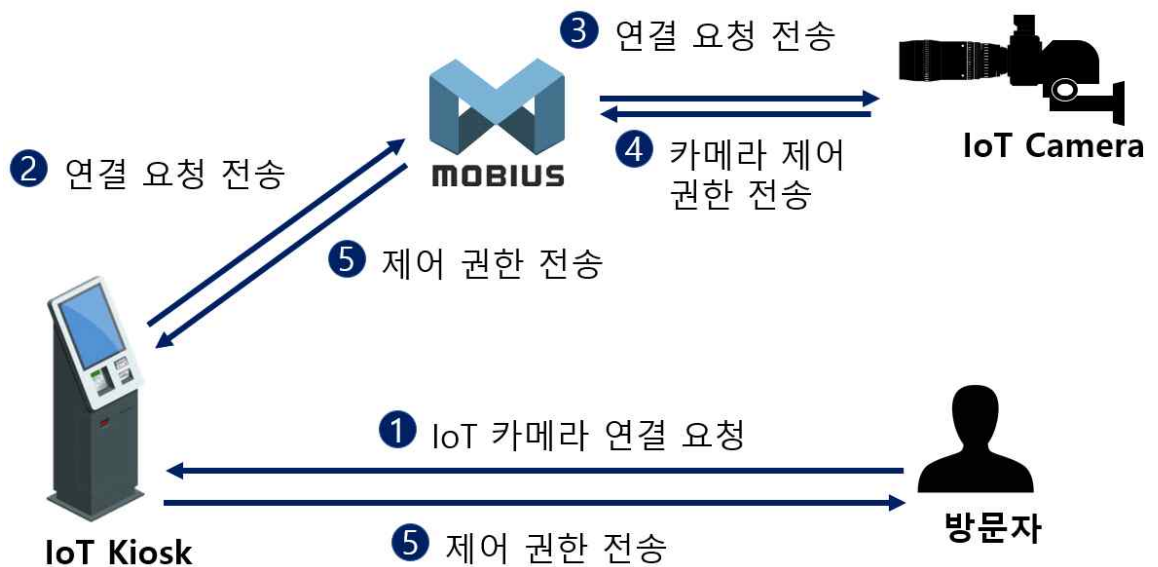 ③ 연결 요청 전송
MOBIUS
④ 카메라 제어
권한 전송
IoT Camera
② 연결 요청 전송
⑤ 제어 권한 전송
① IoT 카메라 연결 요청
⑤ 제어 권한 전송
IoT Kiosk
방문자